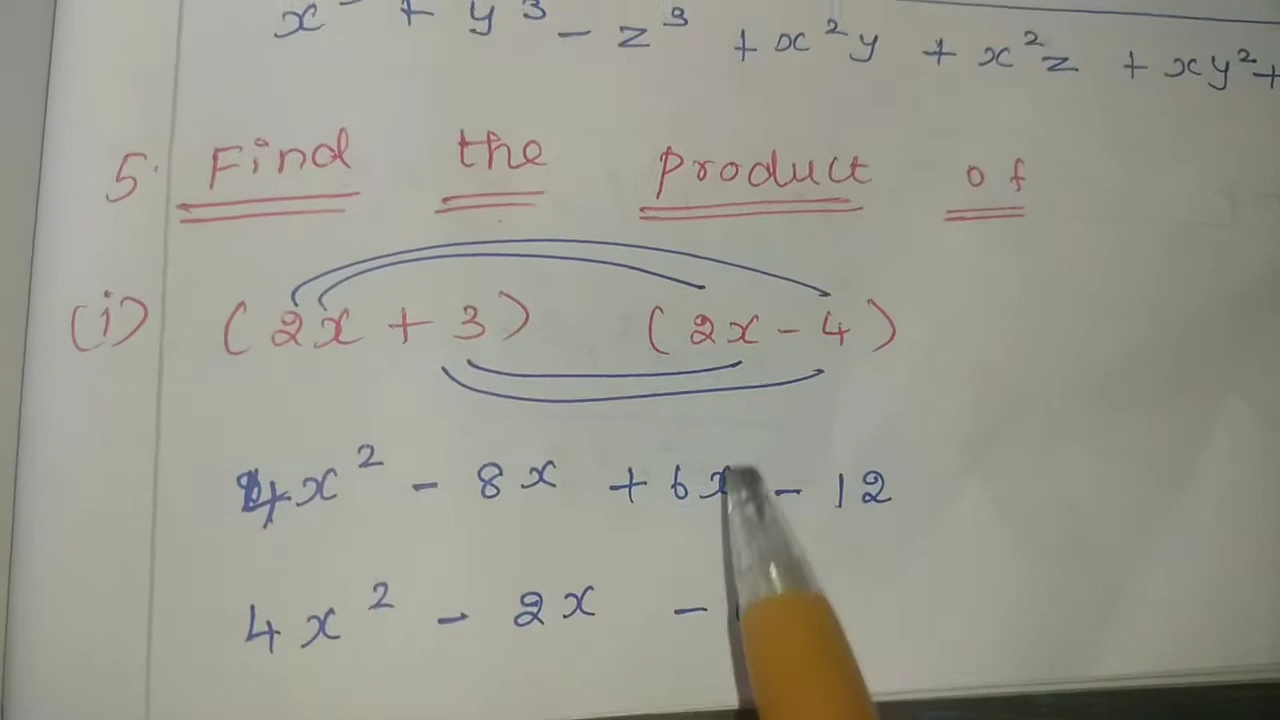 x + y³ - z³ + x²y + x²z + xy² +
5. Find the product of
(i) (2x + 3) (2x - 4)
4x² - 8x + 6x - 12
4x² - 2x -